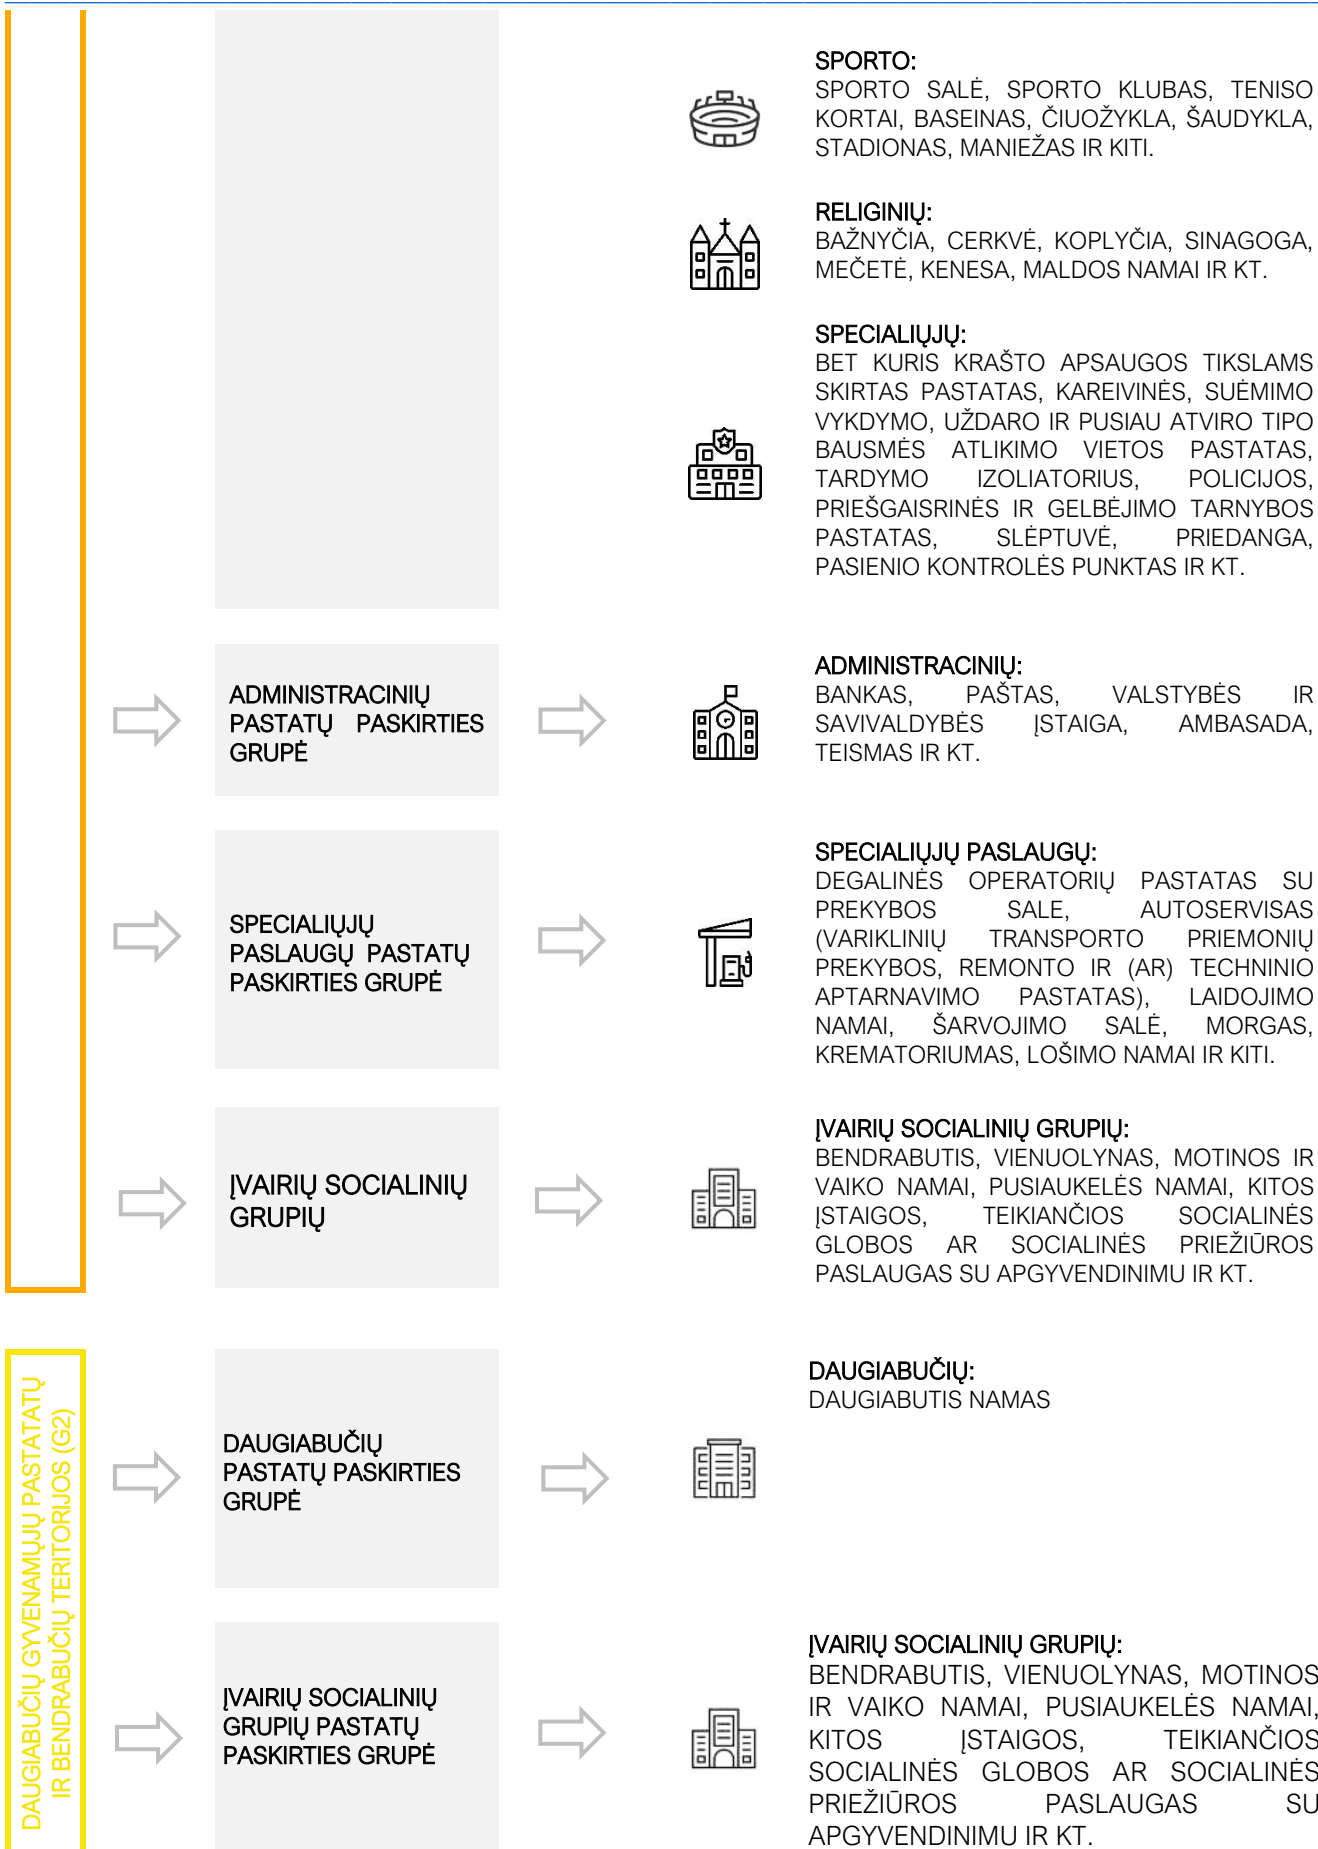 SPORTO:
SPORTO SALĖ, SPORTO KLUBAS, TENISO
KORTAI, BASEINAS, ČIUOŽYKLA, ŠAUDYKLA,
STADIONAS, MANIEŽAS IR KITI.
RELIGINIŲ:
BAŽNYČIA, CERKVĖ, KOPLYČIA, SINAGOGA,
MEČETĖ, KENESA, MALDOS NAMAI IR KT.
SPECIALIŲJŲ:
BET KURIS KRAŠTO APSAUGOS TIKSLAMS
SKIRTAS PASTATAS, KAREIVINĖS, SUĖMIMO
VYKDYMO, UŽDARO IR PUSIAU ATVIRO TIPO
BAUSMĖS ATLIKIMO VIETOS PASTATAS,
TARDYMO IZOLIATORIUS, POLICIJOS,
PRIEŠGAISRINĖS IR GELBĖJIMO TARNYBOS
PASTATAS, SLĖPTUVĖ, PRIEDANGA,
PASIENIO KONTROLĖS PUNKTAS IR KT.
ADMINISTRACINIŲ
PASTATŲ PASKIRTIES
GRUPĖ
ADMINISTRACINIŲ:
BANKAS, PAŠTAS, VALSTYBĖS IR
SAVIVALDYBĖS ĮSTAIGA, AMBASADA,
TEISMAS IR KT.
SPECIALIŲJŲ
PASLAUGŲ PASTATŲ
PASKIRTIES GRUPĖ
SPECIALIŲJŲ PASLAUGŲ:
DEGALINĖS OPERATORIŲ PASTATAS SU
PREKYBOS SALE, AUTOSERVISAS
(VARIKLINIŲ TRANSPORTO PRIEMONIŲ
PREKYBOS, REMONTO IR (AR) TECHNINIO
APTARNAVIMO PASTATAS), LAIDOJIMO
NAMAI, ŠARVOJIMO SALĖ, MORGAS,
KREMATORIUMAS, LOŠIMO NAMAI IR KITI.
ĮVAIRIŲ SOCIALINIŲ
GRUPIŲ
ĮVAIRIŲ SOCIALINIŲ GRUPIŲ:
BENDRABUTIS, VIENUOLYNAS, MOTINOS IR
VAIKO NAMAI, PUSIAUKELĖS NAMAI, KITOS
ĮSTAIGOS, TEIKIANČIOS SOCIALINĖS
GLOBOS AR SOCIALINĖS PRIEŽIŪROS
PASLAUGAS SU APGYVENDINIMU IR KT.
DAUGIABUČIŲ GYVENAMŲJŲ PASTATATŲ
IR BENDRABUČIŲ TERITORIJOS (G2)
DAUGIABUČIŲ
PASTATŲ PASKIRTIES
GRUPĖ
DAUGIABUČIŲ:
DAUGIABUTIS NAMAS
ĮVAIRIŲ SOCIALINIŲ
GRUPIŲ PASTATŲ
PASKIRTIES GRUPĖ
ĮVAIRIŲ SOCIALINIŲ GRUPIŲ:
BENDRABUTIS, VIENUOLYNAS, MOTINOS
IR VAIKO NAMAI, PUSIAUKELĖS NAMAI,
KITOS ĮSTAIGOS, TEIKIANČIOS
SOCIALINĖS GLOBOS AR SOCIALINĖS
PRIEŽIŪROS PASLAUGAS SU
APGYVENDINIMU IR KT.